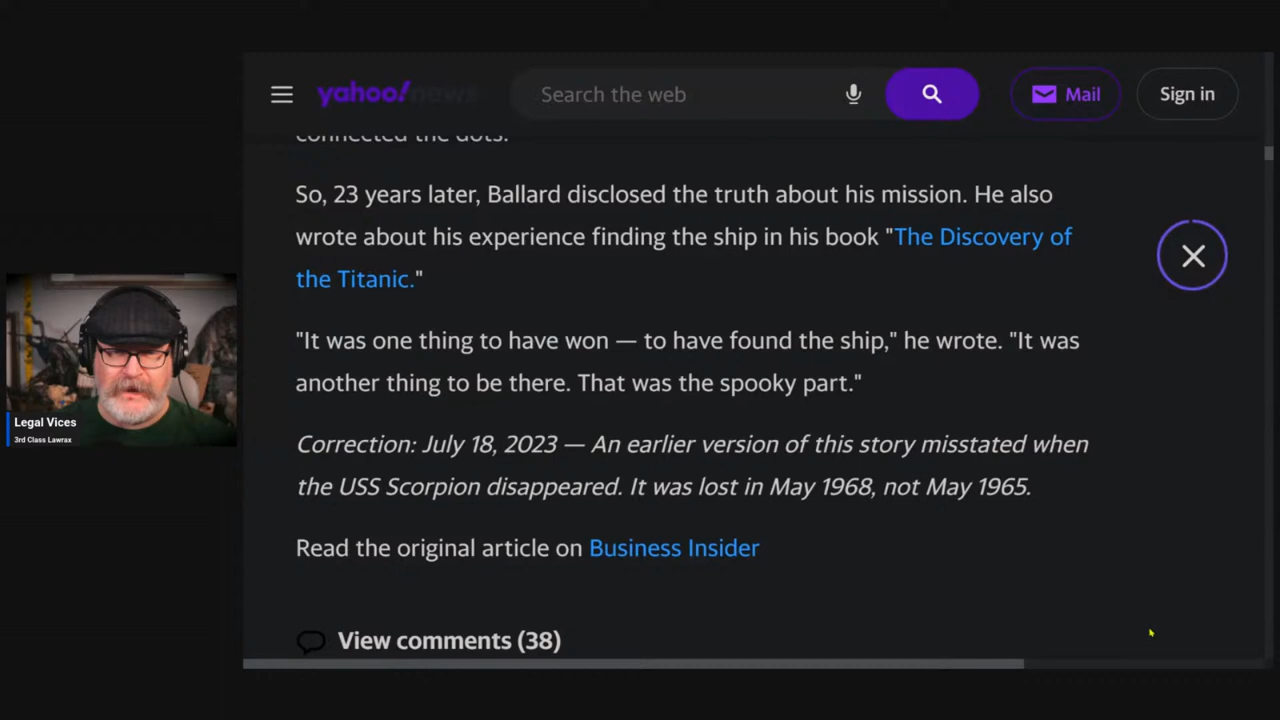 yahoo!news
Search the web
Mail
Sign in
connected the dots.
So, 23 years later, Ballard disclosed the truth about his mission. He also
wrote about his experience finding the ship in his book "The Discovery of
the Titanic."
"It was one thing to have won — to have found the ship," he wrote. "It was
another thing to be there. That was the spooky part."
Correction: July 18, 2023 — An earlier version of this story misstated when
the USS Scorpion disappeared. It was lost in May 1968, not May 1965.
Read the original article on Business Insider
View comments (38)
Legal Vices
3rd Class Lawrax